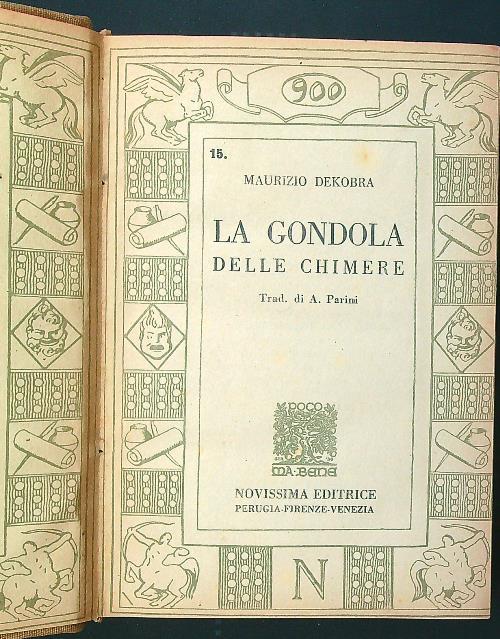 900
15.
MAURIZIO DEKOBRA
LA GONDOLA
DELLE CHIMERE
Trad. di A. Parini
POCO
MA·BENE
NOVISSIMA EDITRICE
PERUGIA-FIRENZE-VENEZIA
N